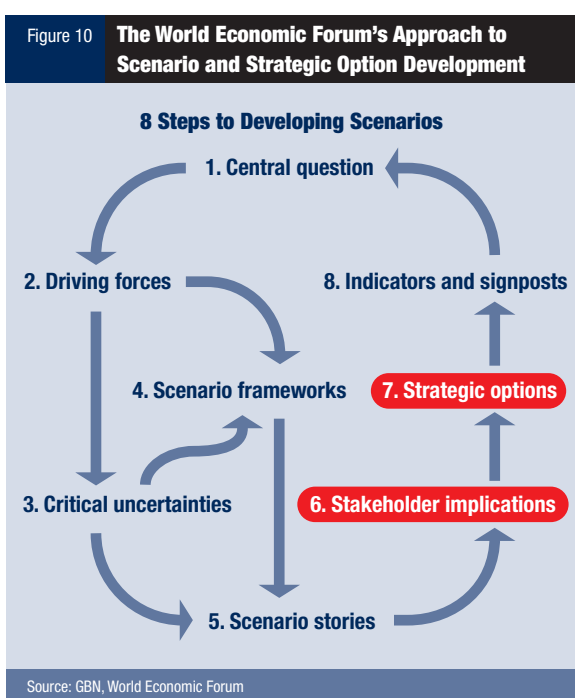 Figure 10
The World Economic Forum's Approach to
Scenario and Strategic Option Development
8 Steps to Developing Scenarios
1. Central question
2. Driving forces
8. Indicators and signposts
4. Scenario frameworks
7. Strategic options
3. Critical uncertainties
6. Stakeholder implications
5. Scenario stories
Source: GBN, World Economic Forum